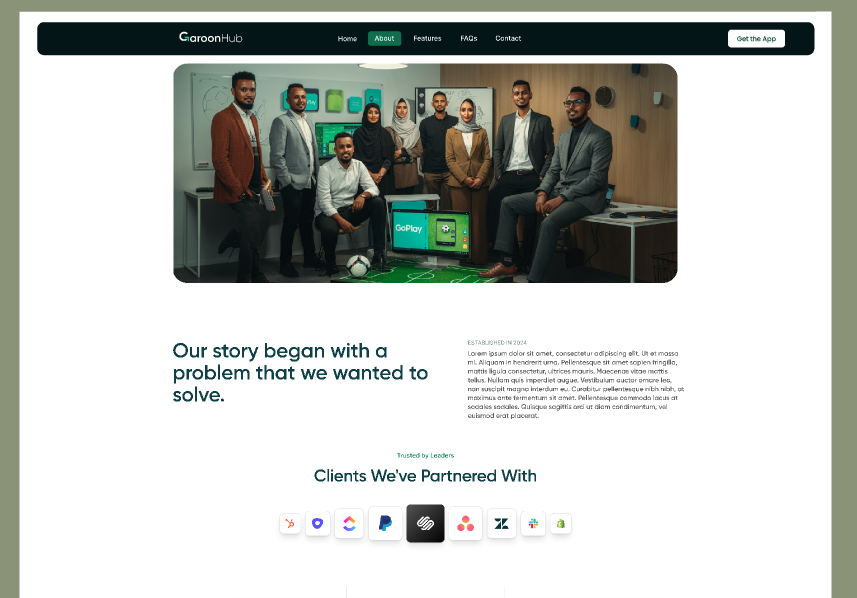 GaroonHub
Home
About
Features
FAQs
Contact
Get the App
GoPlay
GoPlay
Our story began with a
problem that we wanted to
solve.
ESTABLISHED IN 2024
Lorem ipsum dolor sit amet, consectetur adipiscing elit. Ut et massa
mi. Aliquam in hendrerit urna. Pellentesque sit amet sapien fringilla,
mattis ligula consectetur, ultrices mauris. Maecenas vitae mattis
tellus. Nullam quis imperdiet augue. Vestibulum auctor ornare leo,
non suscipit magna interdum eu. Curabitur pellentesque nibh nibh, at
maximus ante fermentum sit amet. Pellentesque commodo lacus at
sodales sodales. Quisque sagittis orci ut diam condimentum, vel
euismod erat placerat.
Trusted by Leaders
Clients We've Partnered With